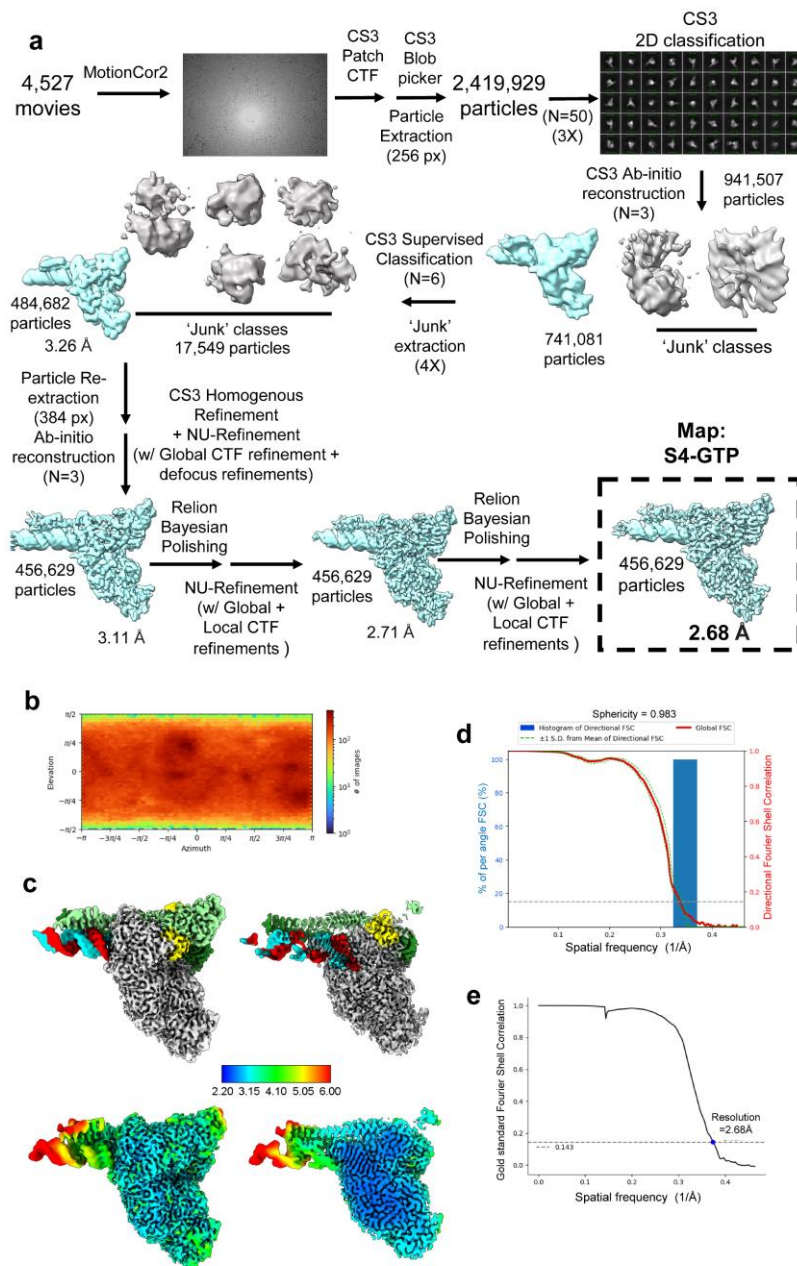 a
4,527
movies
MotionCor2
CS3
Patch
CTF
CS3
Blob
picker
Particle
Extraction
(256 px)
2,419,929
particles
(N=50)
(3X)
CS3
2D classification
CS3 Ab-initio
reconstruction
(N=3)
941,507
particles
'Junk' classes
741,081
particles
CS3 Supervised
Classification
(N=6)
'Junk'
extraction
(4X)
'Junk' classes
17,549 particles
484,682
particles
3.26 Å
Particle Re-
extraction
(384 px)
Ab-initio
reconstruction
(N=3)
CS3 Homogenous
Refinement
+ NU-Refinement
(w/ Global CTF refinement +
defocus refinements)
456,629
particles
3.11 Å
Relion
Bayesian
Polishing
NU-Refinement
(w/ Global +
Local CTF
refinements )
456,629
particles
2.71 Å
Relion
Bayesian
Polishing
NU-Refinement
(w/ Global +
Local CTF
refinements )
Map:
S4-GTP
456,629
particles
2.68 Å
b
Elevation
π/2
π/4
0
−π/4
−π/2
−π
−3π/4
−π/2
−π/4
0
π/4
π/2
3π/4
π
Azimuth
10²
10¹
10⁰
# of images
c
2.20 3.15 4.10 5.05 6.00
d
Sphericity = 0.983
Histogram of Directional FSC
Global FSC
±1 S.D. from Mean of Directional FSC
% of per angle FSC (%)
100
80
60
40
20
0
Directional Fourier Shell Correlation
1.0
0.8
0.6
0.4
0.2
0.0
0.1 0.2 0.3 0.4
Spatial frequency (1/Å)
e
Gold standard Fourier Shell Correlation
1.0
0.8
0.6
0.4
0.2
0.0
0.143
Resolution
=2.68Å
0.0 0.1 0.2 0.3 0.4
Spatial frequency (1/Å)